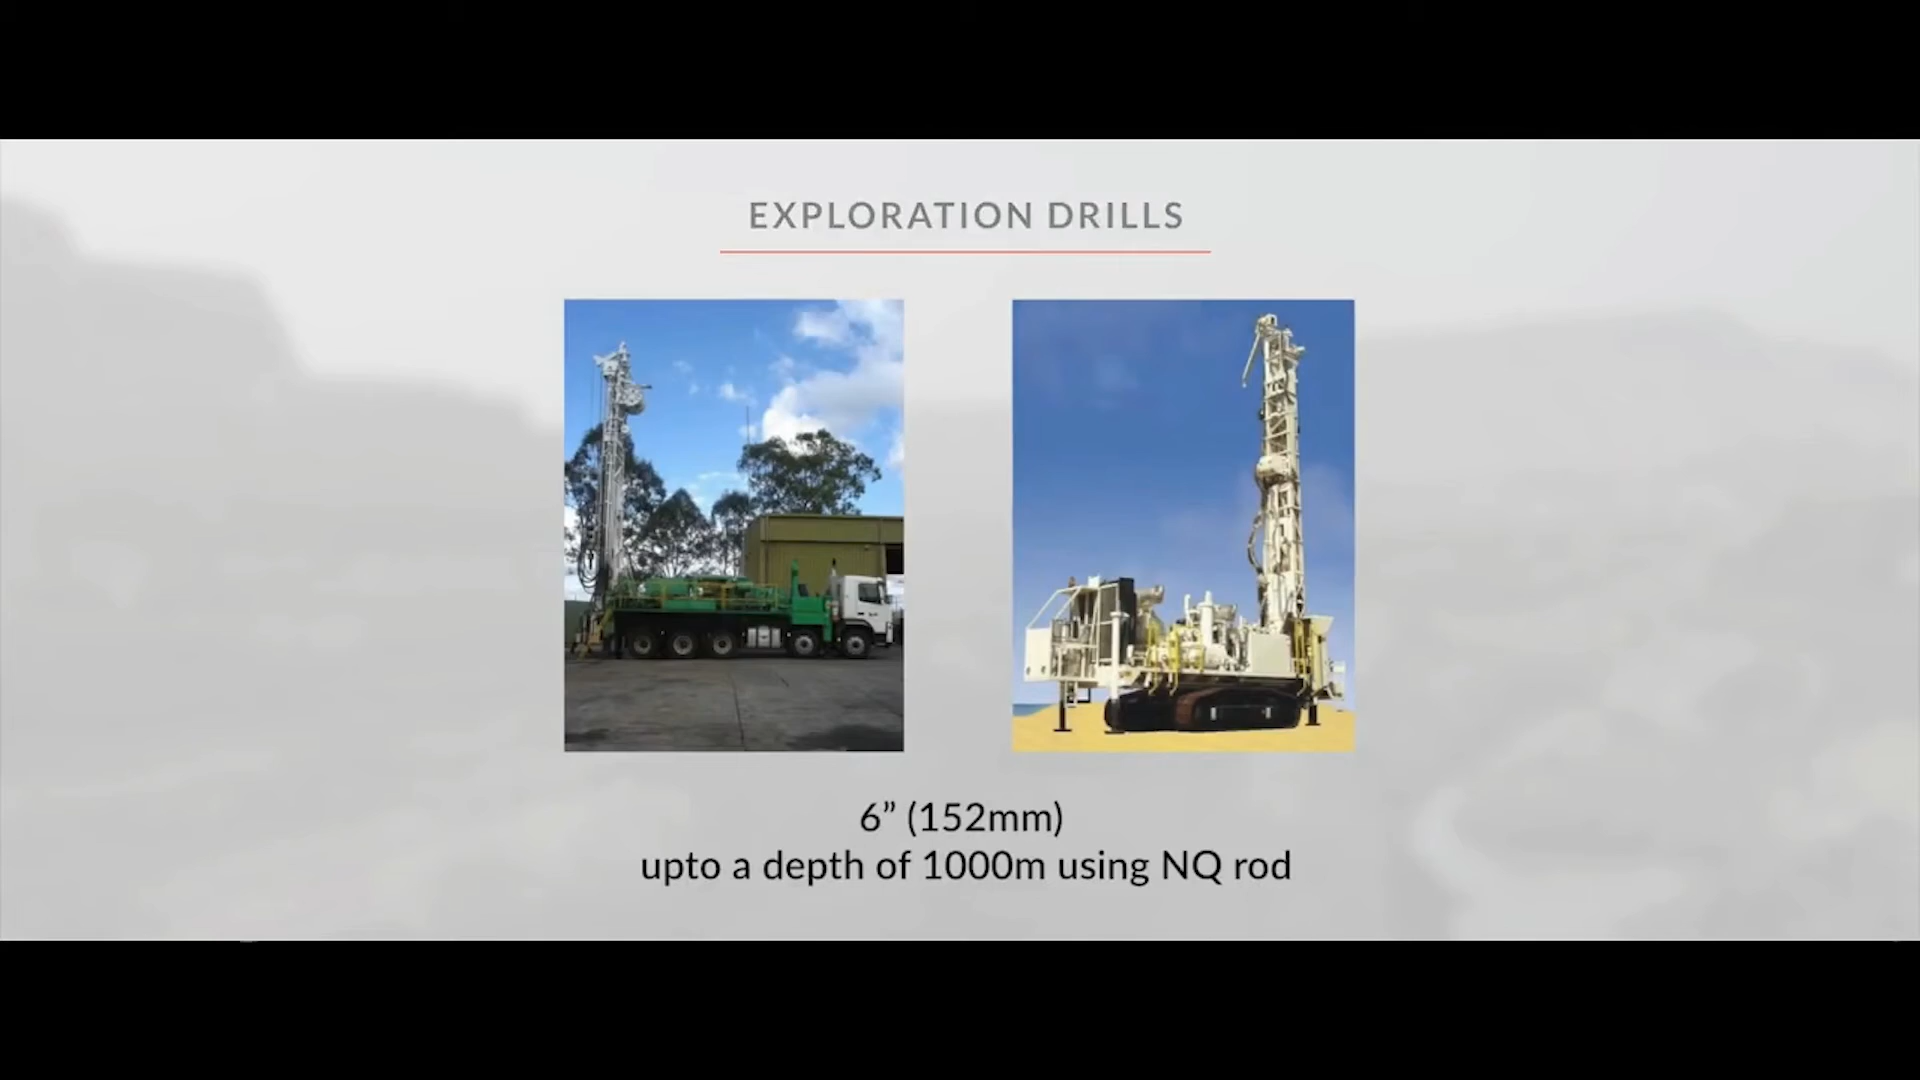 EXPLORATION DRILLS
6” (152mm)
upto a depth of 1000m using NQ rod